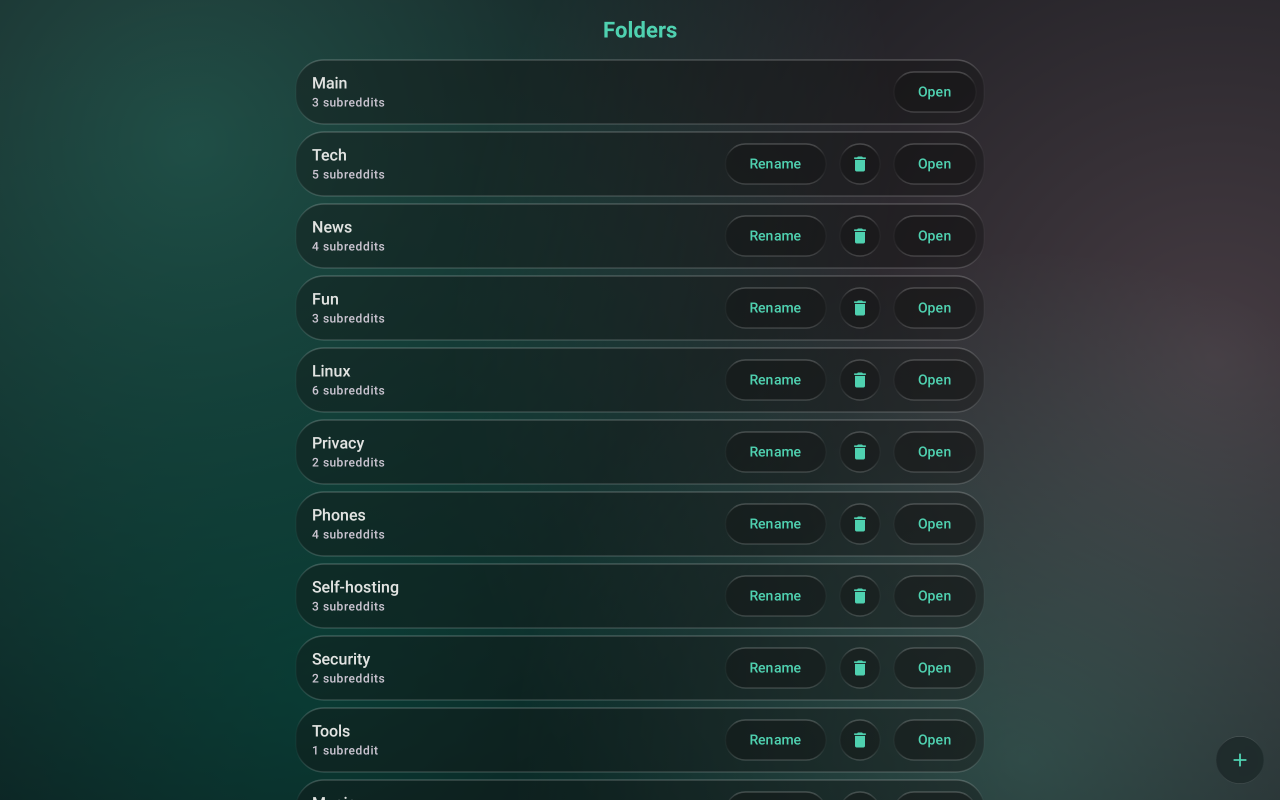 Folders
Main
3 subreddits
Open
Tech
5 subreddits
Rename
Open
News
4 subreddits
Rename
Open
Fun
3 subreddits
Rename
Open
Linux
6 subreddits
Rename
Open
Privacy
2 subreddits
Rename
Open
Phones
4 subreddits
Rename
Open
Self-hosting
3 subreddits
Rename
Open
Security
2 subreddits
Rename
Open
Tools
1 subreddit
Rename
Open